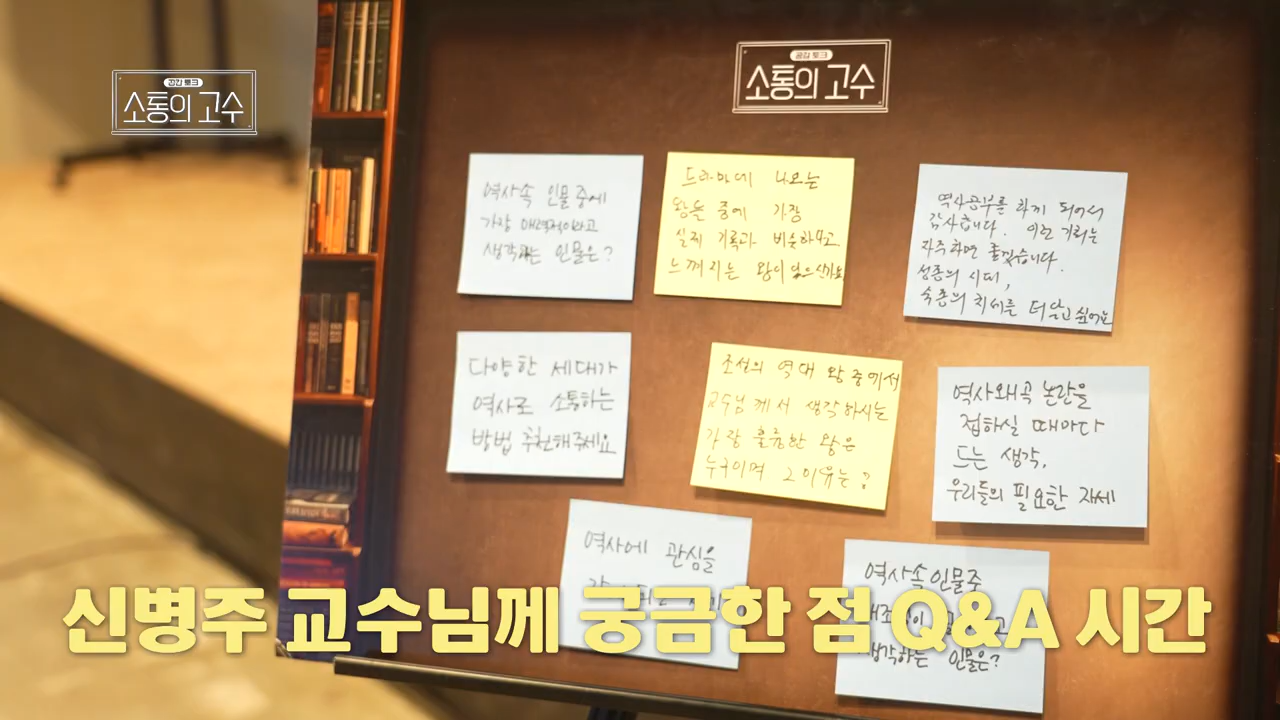 공감 토크
소통의 고수
공감 토크
소통의 고수
역사속 인물 중에
가장 매력적이라고
생각하는 인물은?
드라마에 나오는
왕들 중에 가장
실제 기록과 비슷하다고
느껴지는 왕이 있으신가요
역사공부를 하게 되어서
감사합니다. 이런 기회는
자주하면 좋겠습니다.
성종의 시대,
숙종의 치세를 더 알고싶어요
다양한 세대가
역사로 소통하는
방법 추천해주세요
조선의 역대 왕 중에서
교수님께서 생각하시는
가장 훌륭한 왕은
누구이며 그 이유는?
역사왜곡 논란을
접하실 때마다
드는 생각,
우리들의 필요한 자세
역사에 관심을
역사속 인물중
생각하는 인물은?
신병주 교수님께 궁금한 점 Q&A 시간